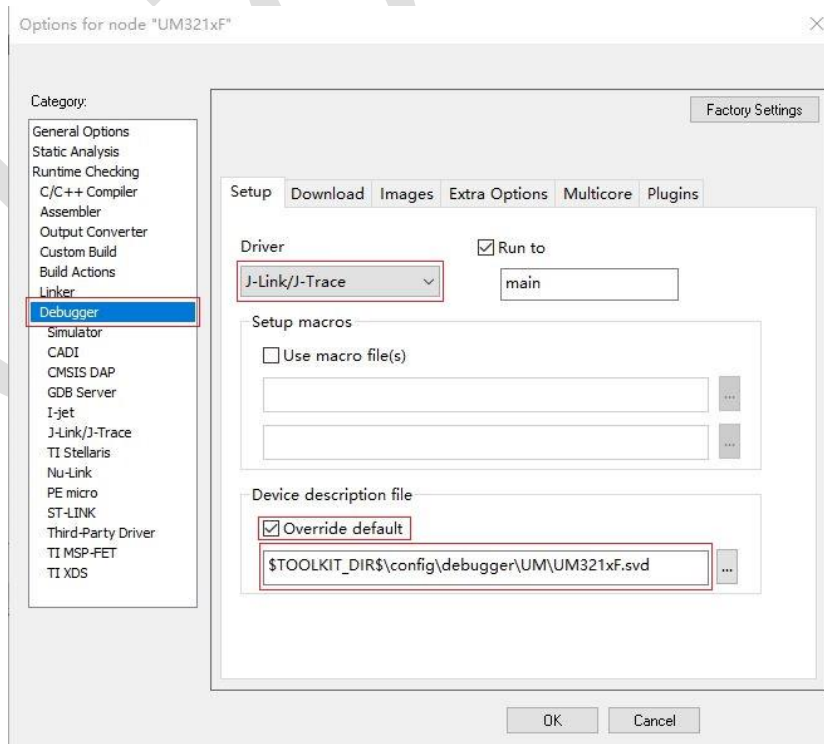 Options for node "UM321xF"
Category:
General Options
Static Analysis
Runtime Checking
C/C++ Compiler
Assembler
Output Converter
Custom Build
Build Actions
Linker
Debugger
Simulator
CADI
CMSIS DAP
GDB Server
I-jet
J-Link/J-Trace
TI Stellaris
Nu-Link
PE micro
ST-LINK
Third-Party Driver
TI MSP-FET
TI XDS
Factory Settings
Setup Download Images Extra Options Multicore Plugins
Driver
Run to
J-Link/J-Trace
main
Setup macros
Use macro file(s)
...
...
Device description file
Override default
$TOOLKIT_DIR$\config\debugger\UM\UM321xF.svd
...
OK Cancel